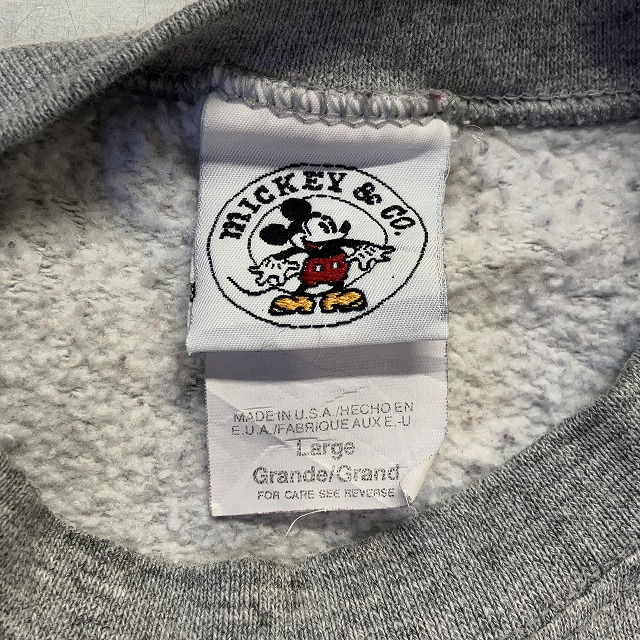 MICKEY & CO.
MADE IN U.S.A./HECHO EN
E.U.A./FABRIQUE AUX E.-U
Large
Grande/Grand
FOR CARE SEE REVERSE